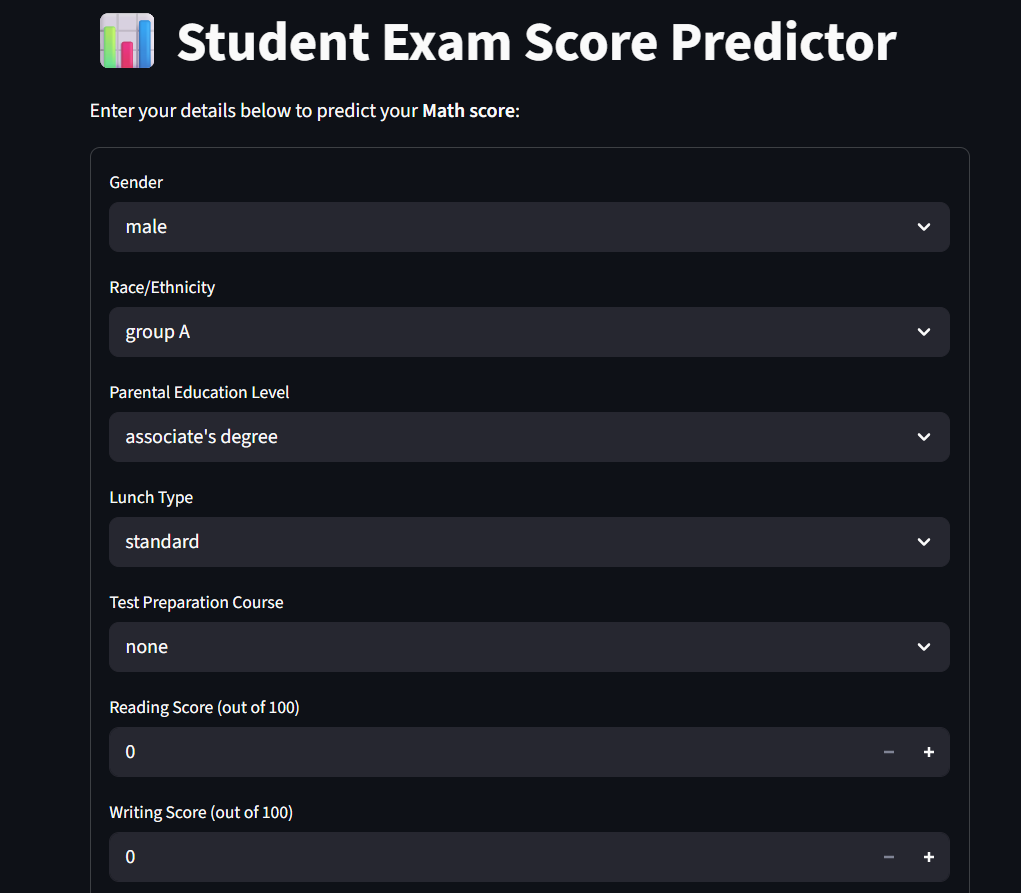 Student Exam Score Predictor
Enter your details below to predict your Math score:
Gender
male
Race/Ethnicity
group A
Parental Education Level
associate's degree
Lunch Type
standard
Test Preparation Course
none
Reading Score (out of 100)
0
Writing Score (out of 100)
0